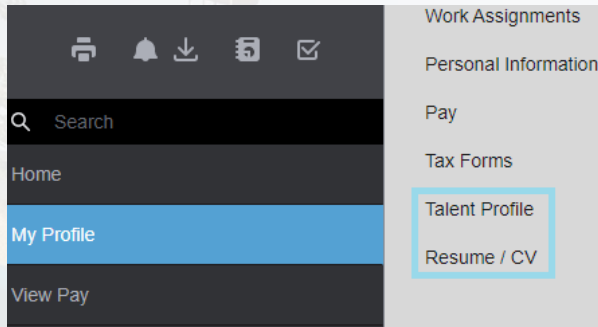 Search
Home
My Profile
View Pay
Work Assignments
Personal Information
Pay
Tax Forms
Talent Profile
Resume / CV